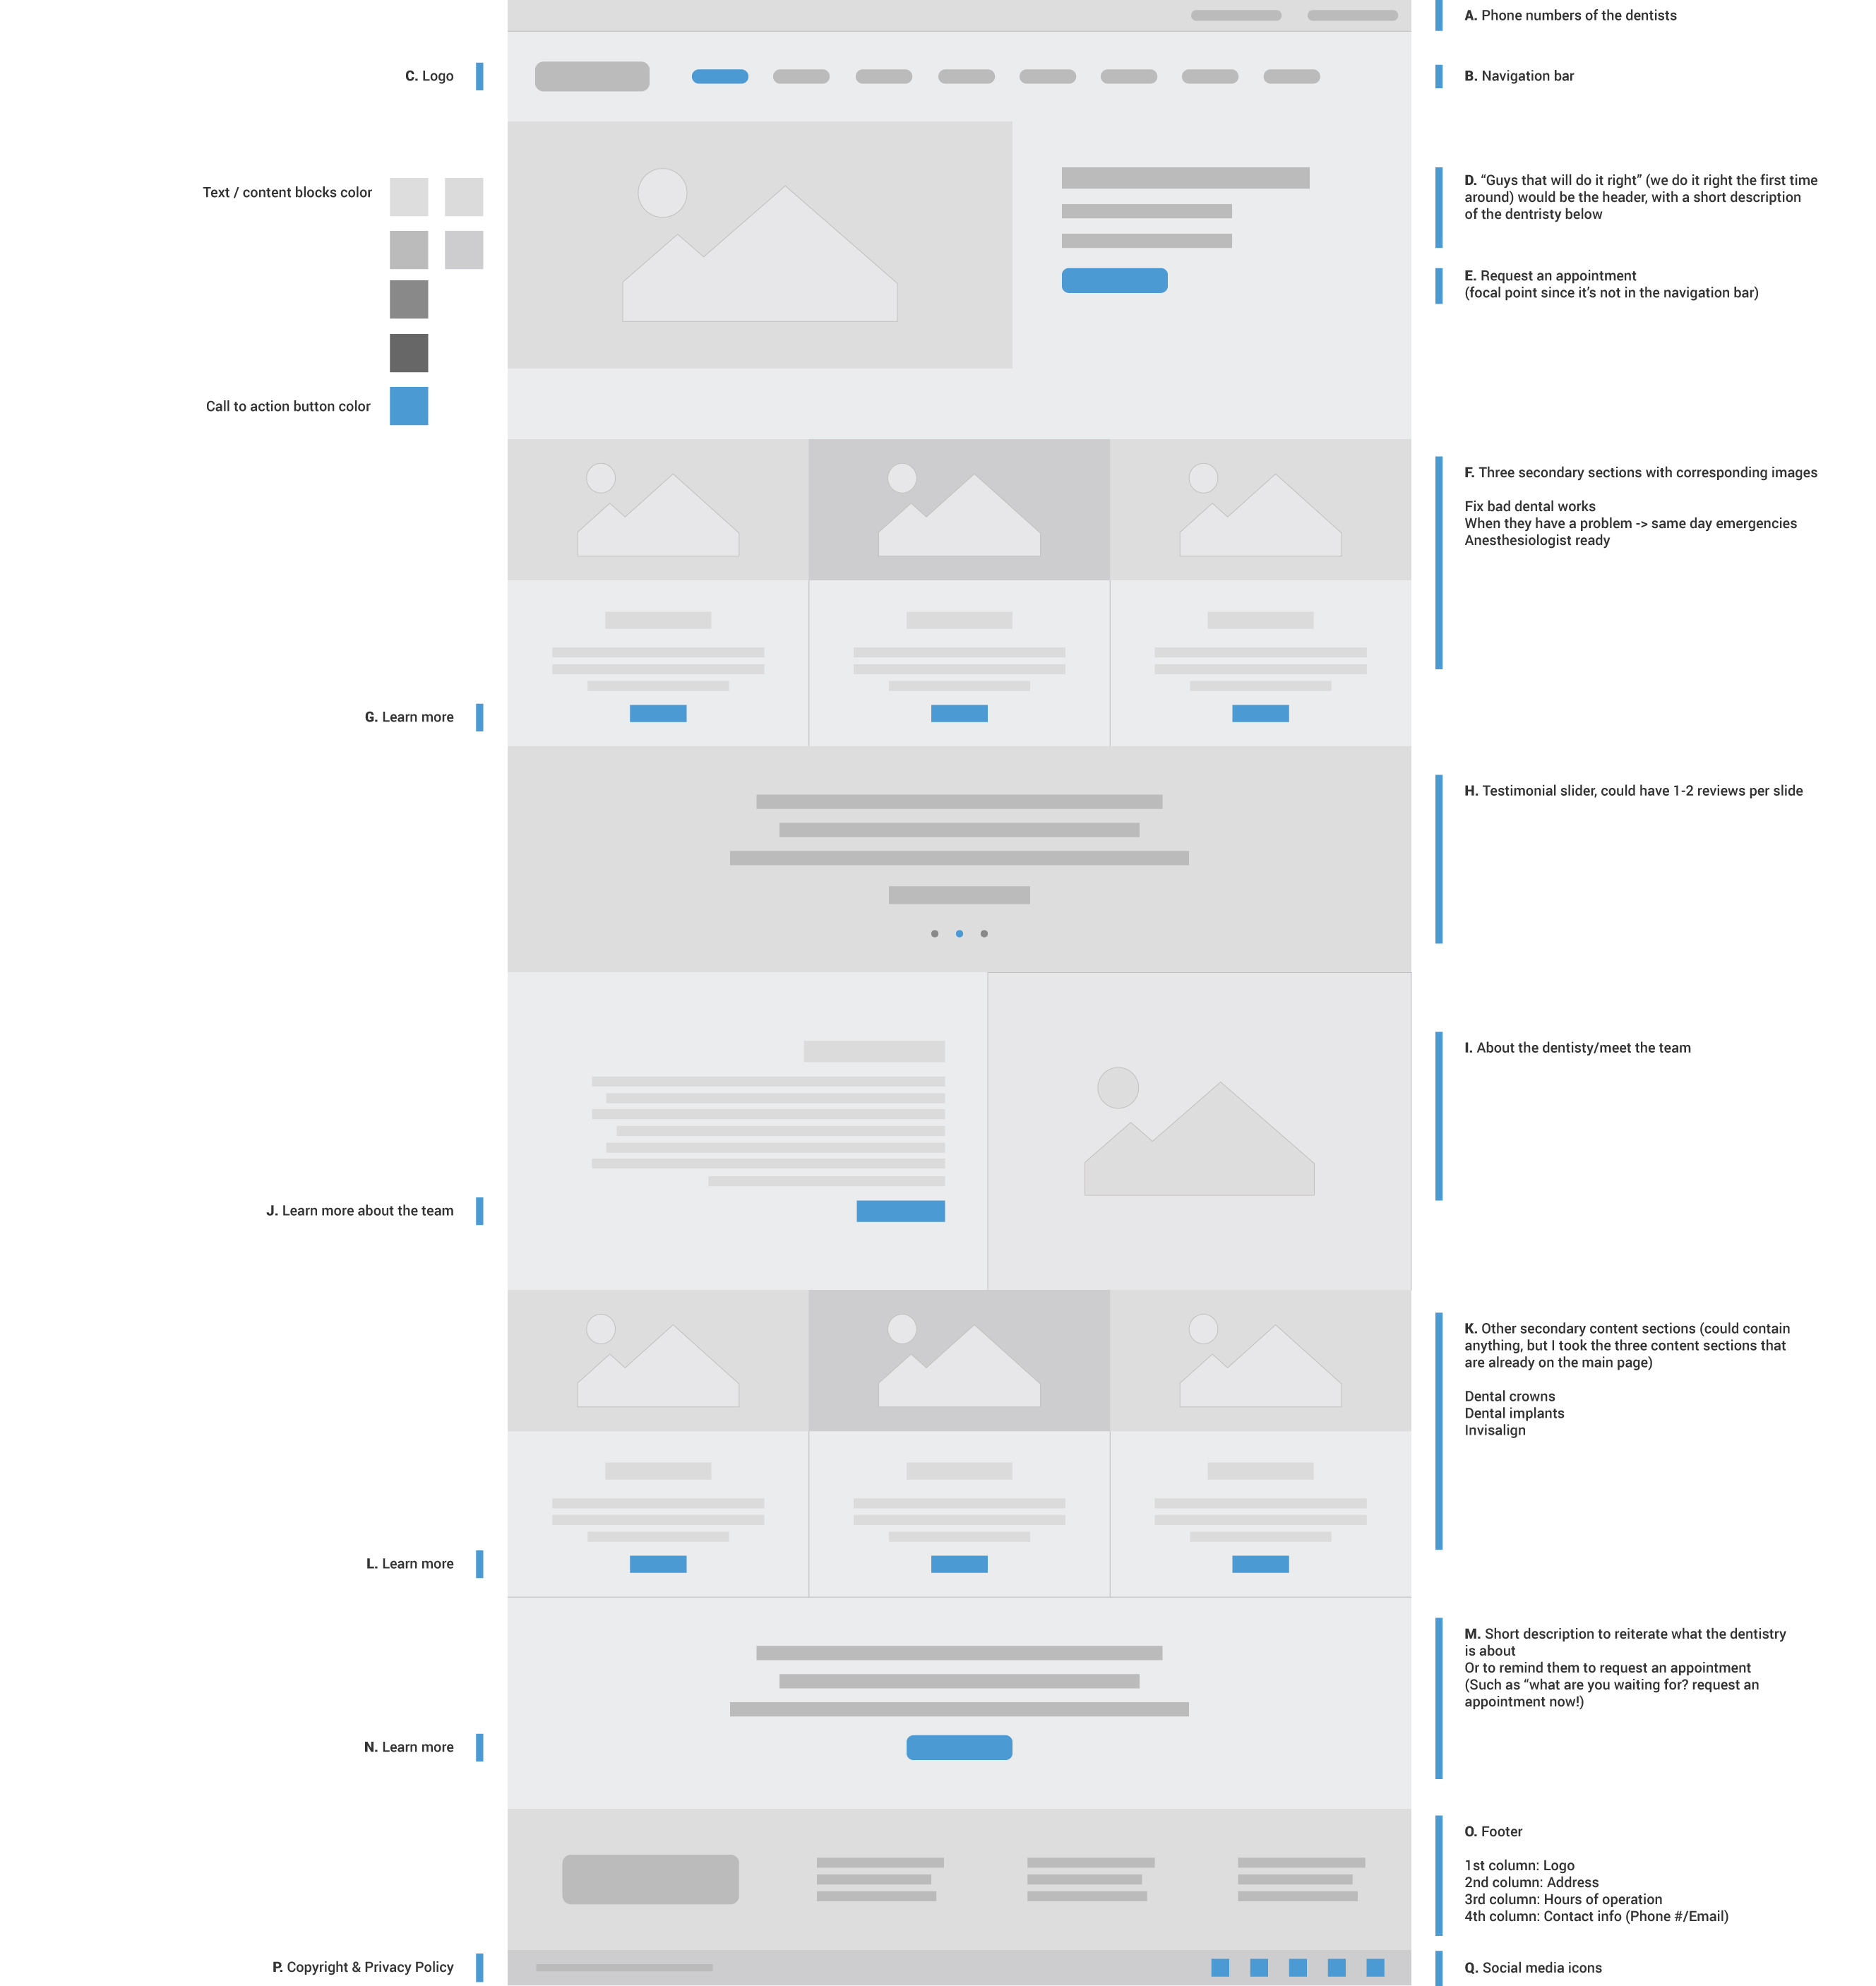 A. Phone numbers of the dentists
C. Logo
B. Navigation bar
Text / content blocks color
D. “Guys that will do it right” (we do it right the first time
around) would be the header, with a short description
of the dentristy below
E. Request an appointment
(focal point since it’s not in the navigation bar)
Call to action button color
F. Three secondary sections with corresponding images
Fix bad dental works
When they have a problem -> same day emergencies
Anesthesiologist ready
G. Learn more
H. Testimonial slider, could have 1-2 reviews per slide
I. About the dentisty/meet the team
J. Learn more about the team
K. Other secondary content sections (could contain
anything, but I took the three content sections that
are already on the main page)
Dental crowns
Dental implants
Invisalign
L. Learn more
M. Short description to reiterate what the dentistry
is about
Or to remind them to request an appointment
(Such as “what are you waiting for? request an
appointment now!)
N. Learn more
O. Footer
1st column: Logo
2nd column: Address
3rd column: Hours of operation
4th column: Contact info (Phone #/Email)
P. Copyright & Privacy Policy
Q. Social media icons